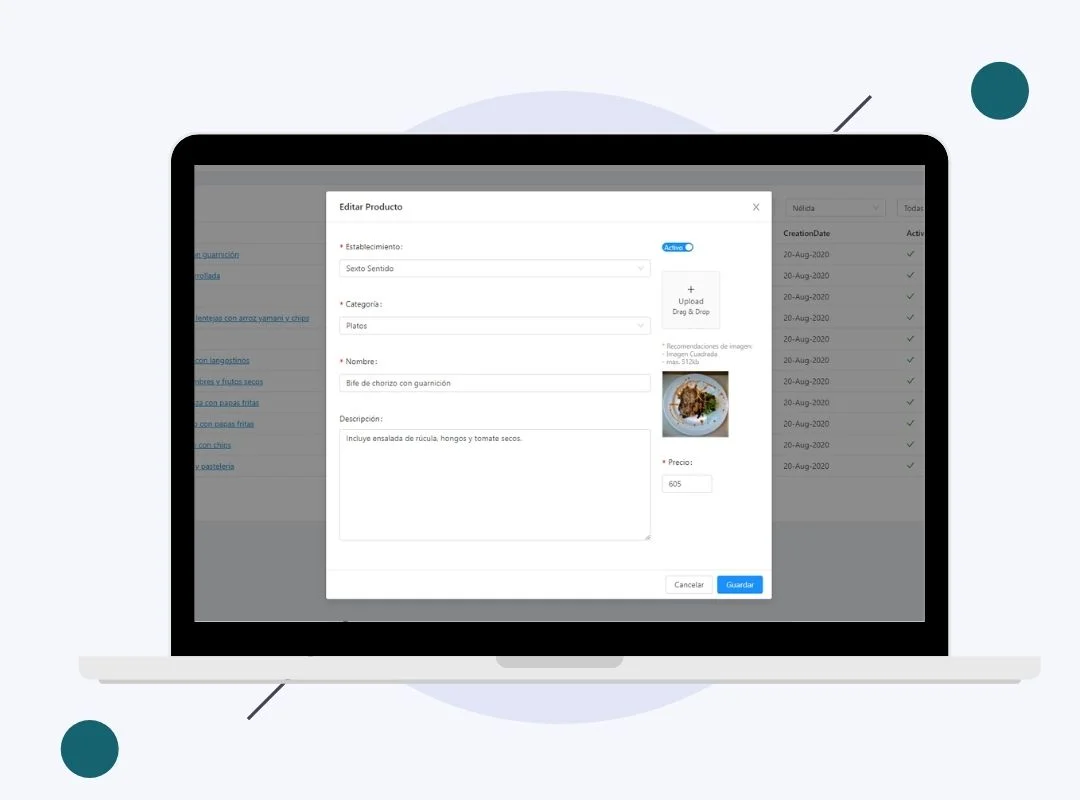 Editar Producto
X
Nélida
Todas
CreationDate
Activ
* Establecimiento:
Activo
Sexto Sentido
n guarnición
20-Aug-2020
rrollada
20-Aug-2020
+
Upload
Drag & Drop
20-Aug-2020
* Categoría:
Platos
lentejas con arroz yamaní y chips
20-Aug-2020
20-Aug-2020
* Recomendaciones de imagen:
- Imagen Cuadrada
- max. 512kb
* Nombre:
con langostinos
20-Aug-2020
Bife de chorizo con guarnición
mbres y frutos secos
20-Aug-2020
za con papas fritas
20-Aug-2020
Descripción:
con papas fritas
20-Aug-2020
Incluye ensalada de rúcula, hongos y tomate secos.
con chips
20-Aug-2020
* Precio:
y pastelería
20-Aug-2020
605
Cancelar
Guardar